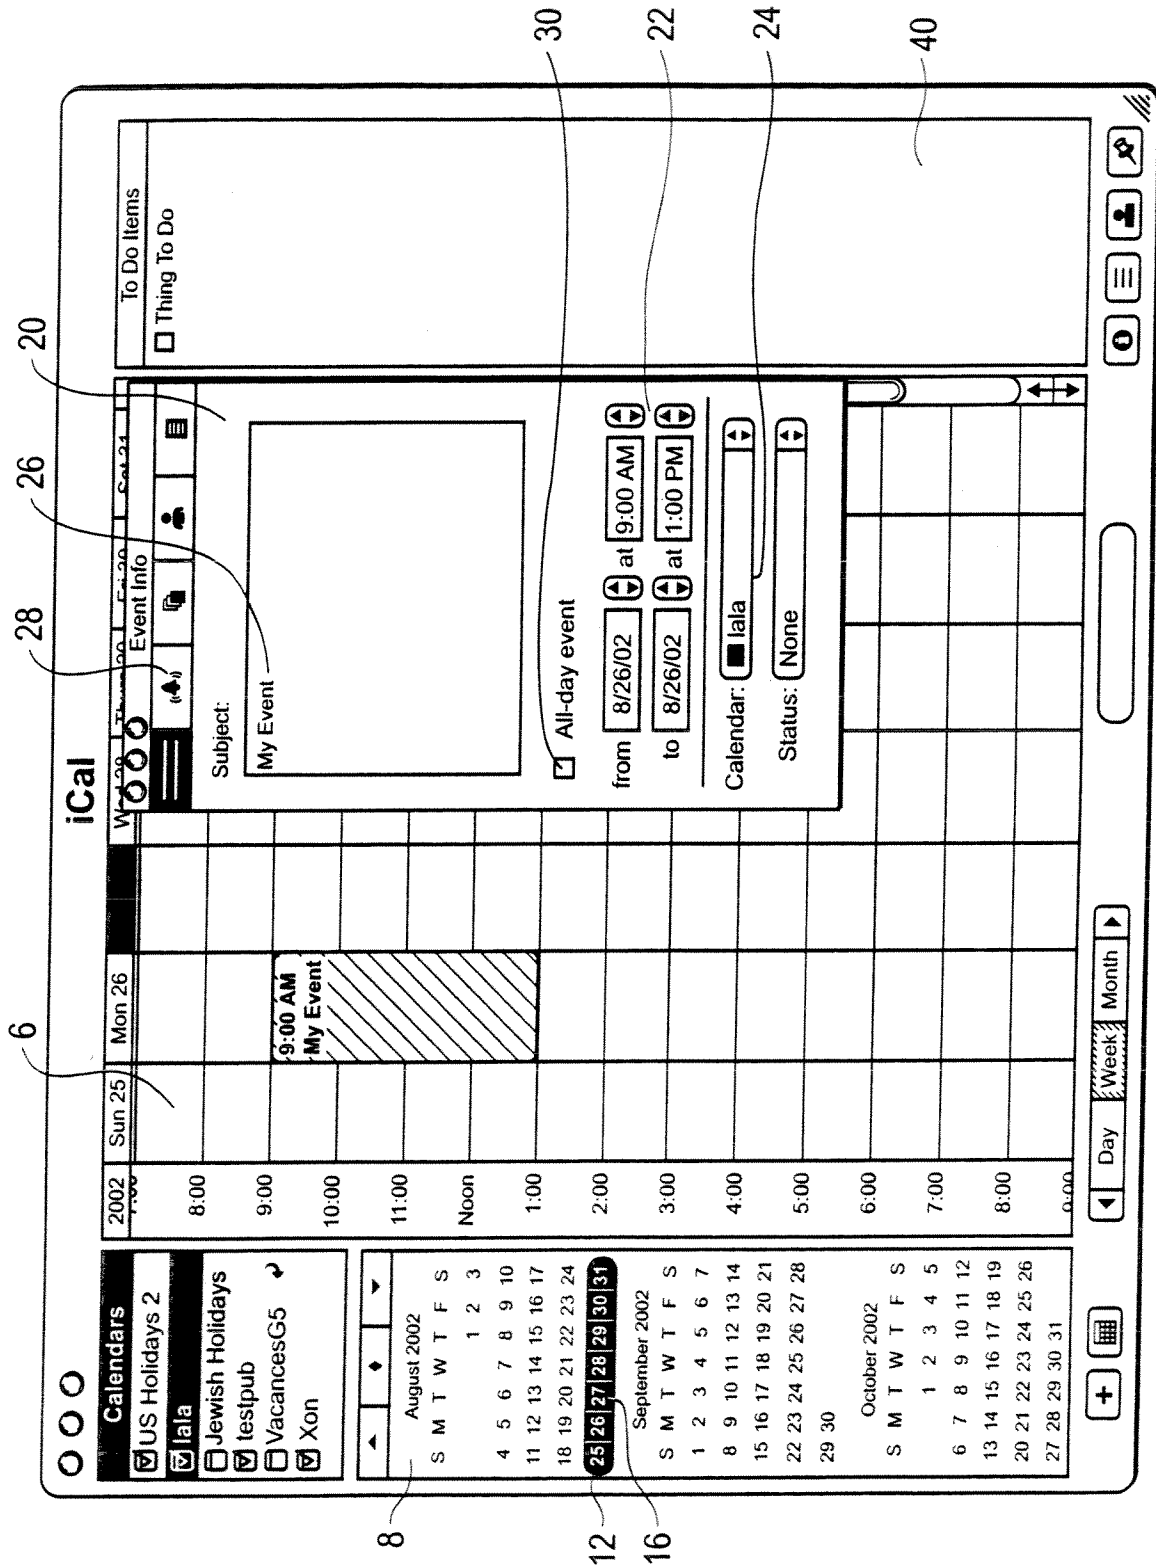 iCal
Calendars
US Holidays 2
lala
Jewish Holidays
testpub
VacancesG5
Xon
August 2002
S M T W T F S
1 2 3
4 5 6 7 8 9 10
11 12 13 14 15 16 17
18 19 20 21 22 23 24
25 26 27 28 29 30 31
September 2002
S M T W T F S
1 2 3 4 5 6 7
8 9 10 11 12 13 14
15 16 17 18 19 20 21
22 23 24 25 26 27 28
29 30
October 2002
S M T W T F S
1 2 3 4 5
6 7 8 9 10 11 12
13 14 15 16 17 18 19
20 21 22 23 24 25 26
27 28 29 30 31
2002 Sun 25 Mon 26
7:00
8:00
9:00
10:00
11:00
Noon
1:00
2:00
3:00
4:00
5:00
6:00
7:00
8:00
9:00
9:00 AM
My Event
Event Info
Subject:
My Event
All-day event
from 8/26/02 at 9:00 AM
to 8/26/02 at 1:00 PM
Calendar: lala
Status: None
To Do Items
Thing To Do
Day Week Month
6
28
26
20
8
12
16
30
22
24
40